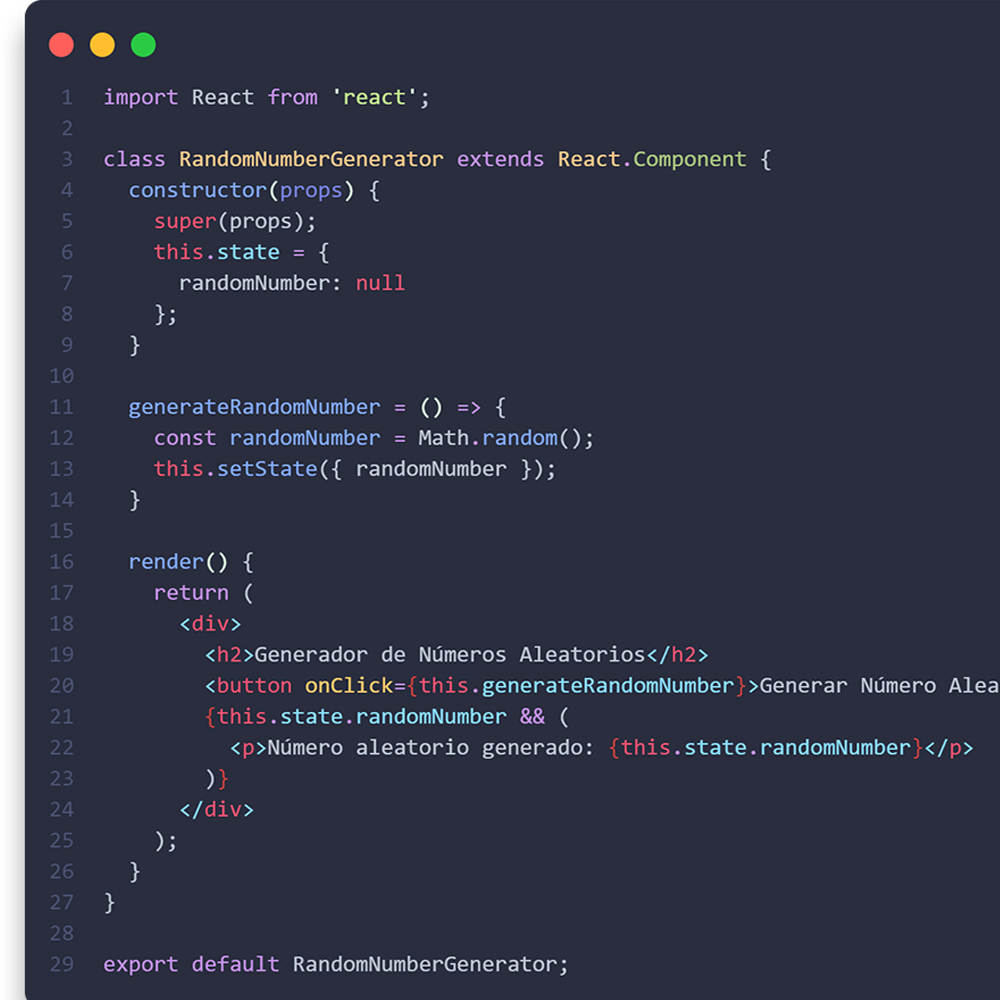 1 import React from 'react';
2
3 class RandomNumberGenerator extends React.Component {
4 constructor(props) {
5 super(props);
6 this.state = {
7 randomNumber: null
8 };
9 }
10
11 generateRandomNumber = () => {
12 const randomNumber = Math.random();
13 this.setState({ randomNumber });
14 }
15
16 render() {
17 return (
18 <div>
19 <h2>Generador de Números Aleatorios</h2>
20 <button onClick={this.generateRandomNumber}>Generar Número Alea
21 {this.state.randomNumber && (
22 <p>Número aleatorio generado: {this.state.randomNumber}</p>
23 )}
24 </div>
25 );
26 }
27 }
28
29 export default RandomNumberGenerator;